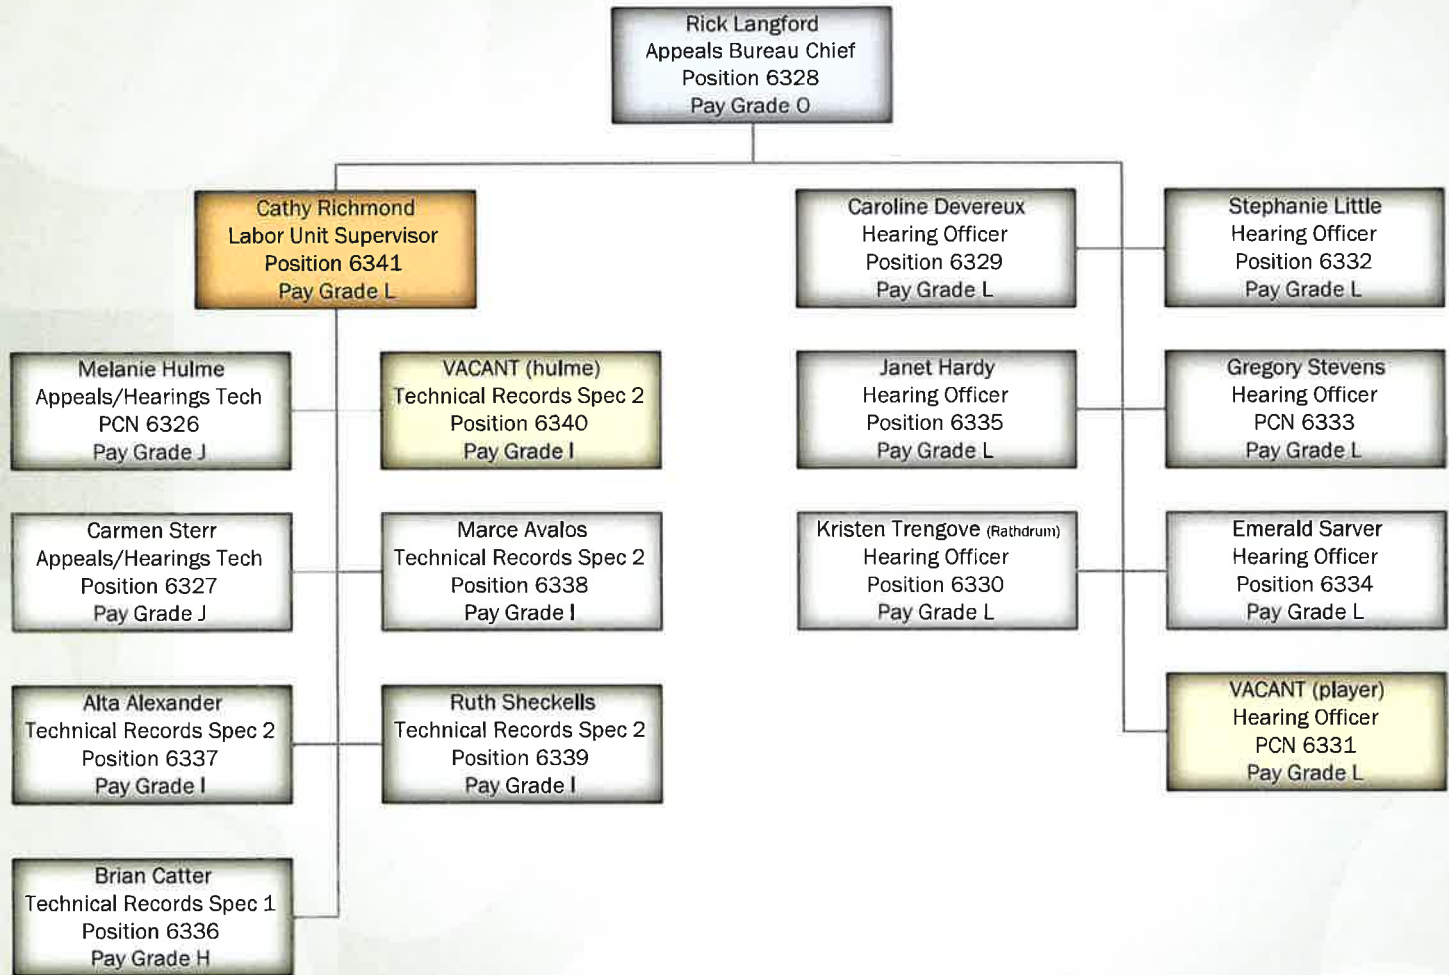 Rick Langford
Appeals Bureau Chief
Position 6328
Pay Grade O
Cathy Richmond
Labor Unit Supervisor
Position 6341
Pay Grade L
Melanie Hulme
Appeals/Hearings Tech
PCN 6326
Pay Grade J
VACANT (hulme)
Technical Records Spec 2
Position 6340
Pay Grade I
Carmen Sterr
Appeals/Hearings Tech
Position 6327
Pay Grade J
Marce Avalos
Technical Records Spec 2
Position 6338
Pay Grade I
Alta Alexander
Technical Records Spec 2
Position 6337
Pay Grade I
Ruth Sheckells
Technical Records Spec 2
Position 6339
Pay Grade I
Brian Catter
Technical Records Spec 1
Position 6336
Pay Grade H
Caroline Devereux
Hearing Officer
Position 6329
Pay Grade L
Stephanie Little
Hearing Officer
Position 6332
Pay Grade L
Janet Hardy
Hearing Officer
Position 6335
Pay Grade L
Gregory Stevens
Hearing Officer
PCN 6333
Pay Grade L
Kristen Trengove (Rathdrum)
Hearing Officer
Position 6330
Pay Grade L
Emerald Sarver
Hearing Officer
Position 6334
Pay Grade L
VACANT (player)
Hearing Officer
PCN 6331
Pay Grade L